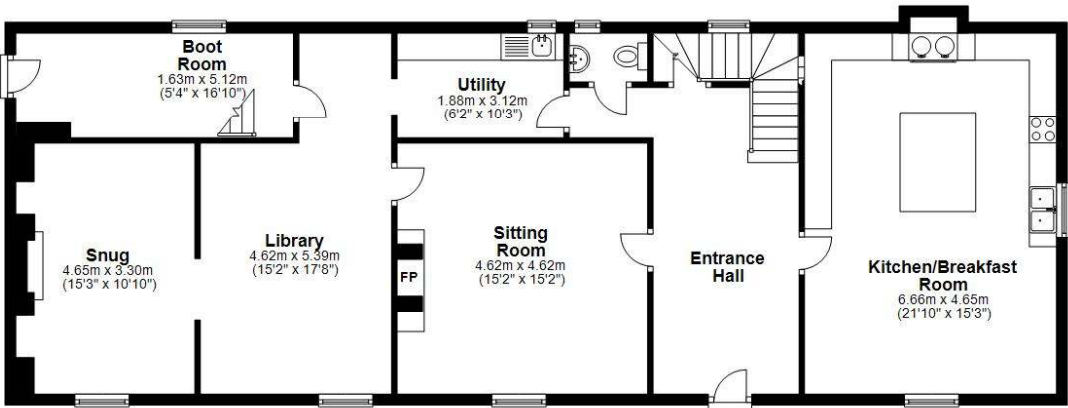 Boot
Room
1.63m x 5.12m
(5'4" x 16'10")
Utility
1.88m x 3.12m
(6'2" x 10'3")
Snug
4.65m x 3.30m
(15'3" x 10'10")
Library
4.62m x 5.39m
(15'2" x 17'8")
FP
Sitting
Room
4.62m x 4.62m
(15'2" x 15'2")
Entrance
Hall
Kitchen/Breakfast
Room
6.66m x 4.65m
(21'10" x 15'3")